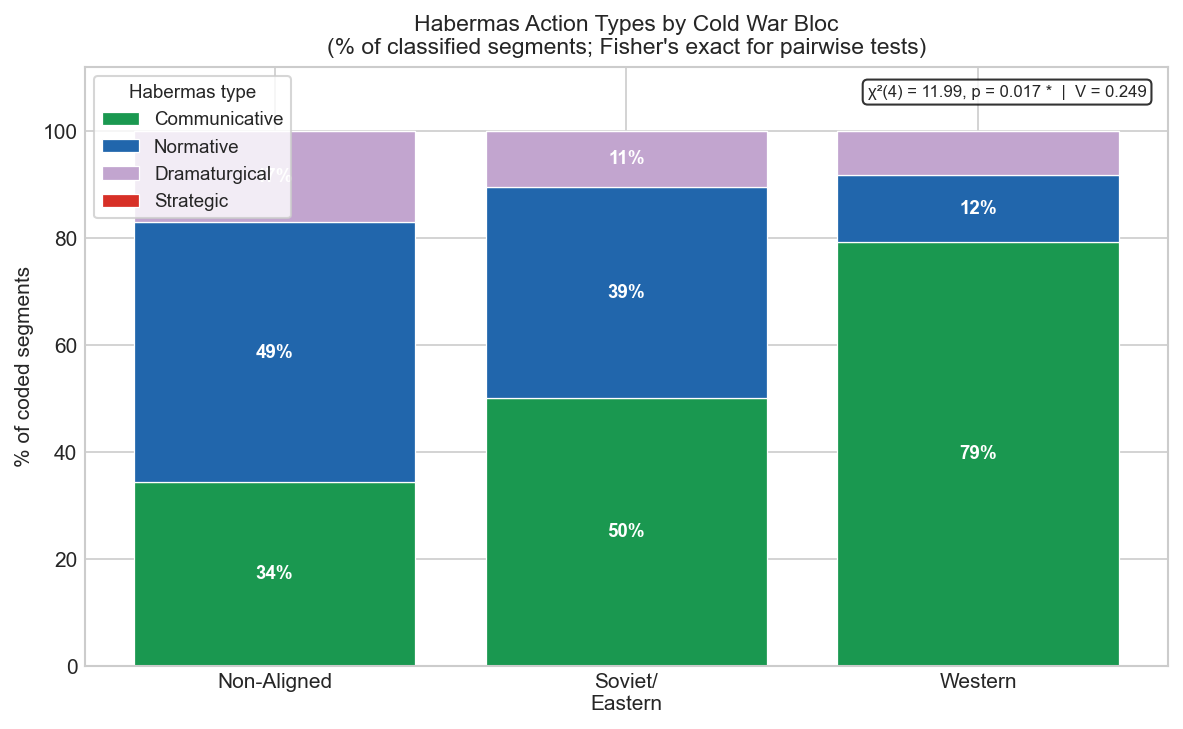 Habermas Action Types by Cold War Bloc
(% of classified segments; Fisher's exact for pairwise tests)
Habermas type
Communicative
Normative
Dramaturgical
Strategic
χ²(4) = 11.99, p = 0.017 * | V = 0.249
% of coded segments
100
80
60
40
20
0
49%
34%
11%
39%
50%
12%
79%
Non-Aligned
Soviet/
Eastern
Western